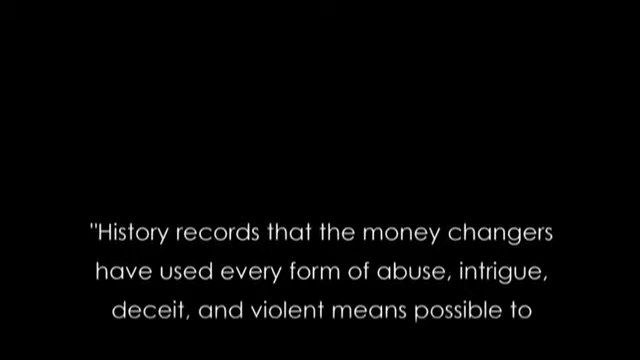 "History records that the money changers
have used every form of abuse, intrigue,
deceit, and violent means possible to